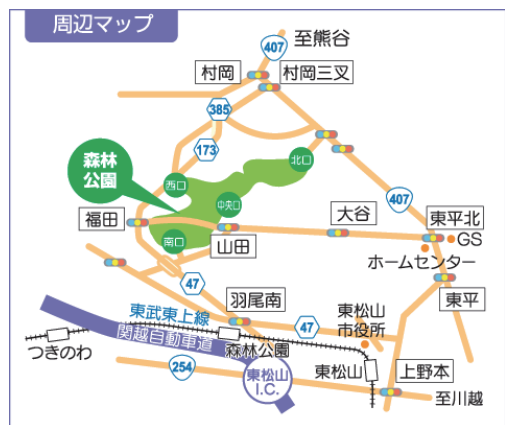 周辺マップ
407
至熊谷
村岡
村岡三叉
385
173
森林
公園
北口
西口
中央口
407
福田
大谷
東平北
南口
山田
GS
ホームセンター
47
羽尾南
東松山
市役所
東平
東武東上線
47
つきのわ
関越自動車道
森林公園
254
東松山
I.C.
東松山
上野本
至川越